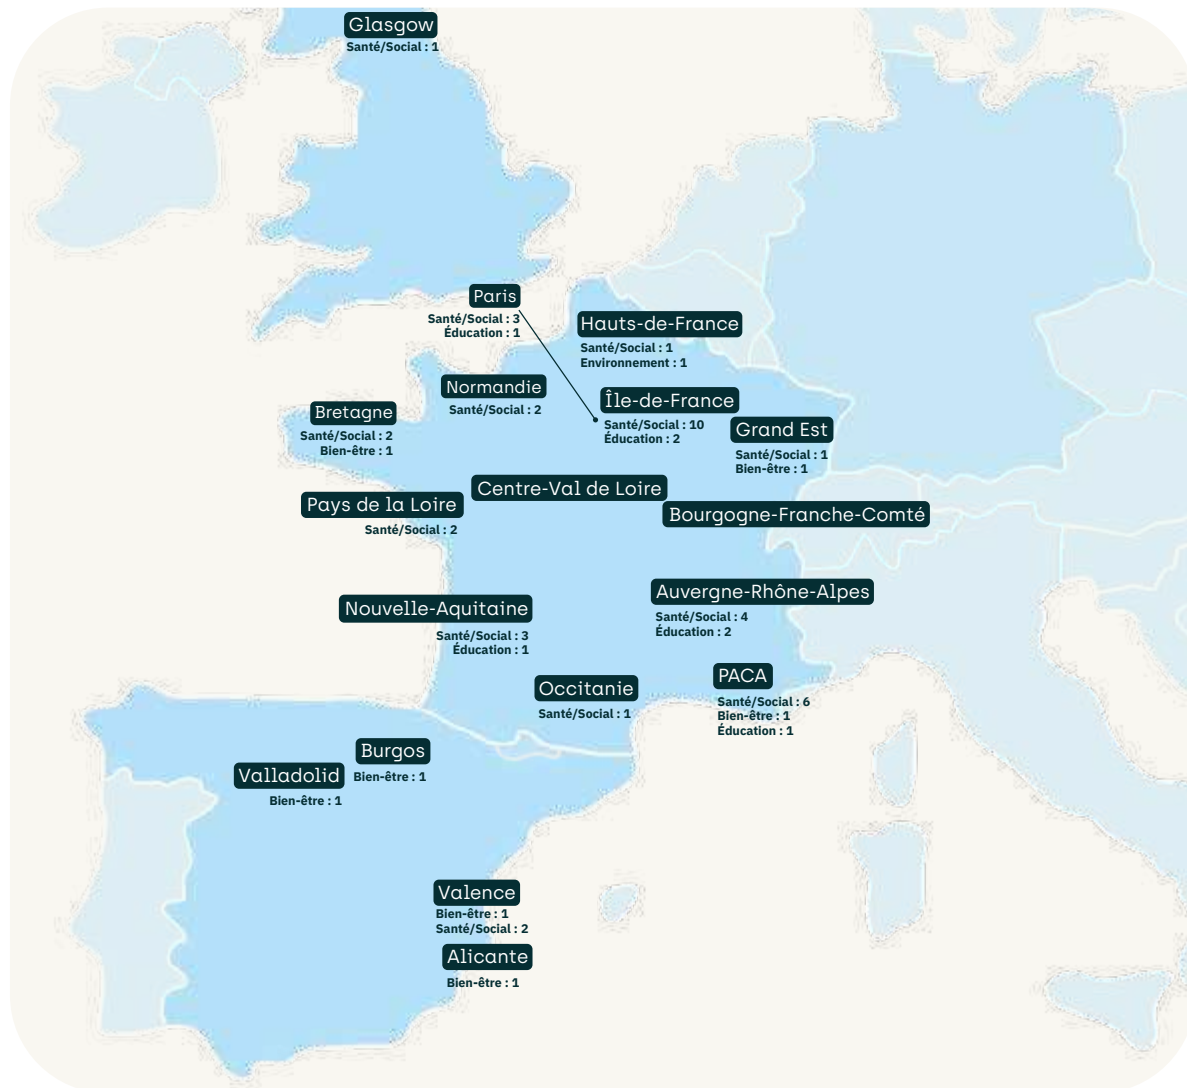 Glasgow
Santé/Social : 1
Paris
Santé/Social : 3
Éducation : 1
Hauts-de-France
Santé/Social : 1
Environnement : 1
Normandie
Santé/Social : 2
Île-de-France
Santé/Social : 10
Éducation : 2
Bretagne
Santé/Social : 2
Bien-être : 1
Grand Est
Santé/Social : 1
Bien-être : 1
Centre-Val de Loire
Pays de la Loire
Santé/Social : 2
Bourgogne-Franche-Comté
Auvergne-Rhône-Alpes
Santé/Social : 4
Éducation : 2
Nouvelle-Aquitaine
Santé/Social : 3
Éducation : 1
PACA
Santé/Social : 6
Bien-être : 1
Éducation : 1
Occitanie
Santé/Social : 1
Burgos
Bien-être : 1
Valladolid
Bien-être : 1
Valence
Bien-être : 1
Santé/Social : 2
Alicante
Bien-être : 1